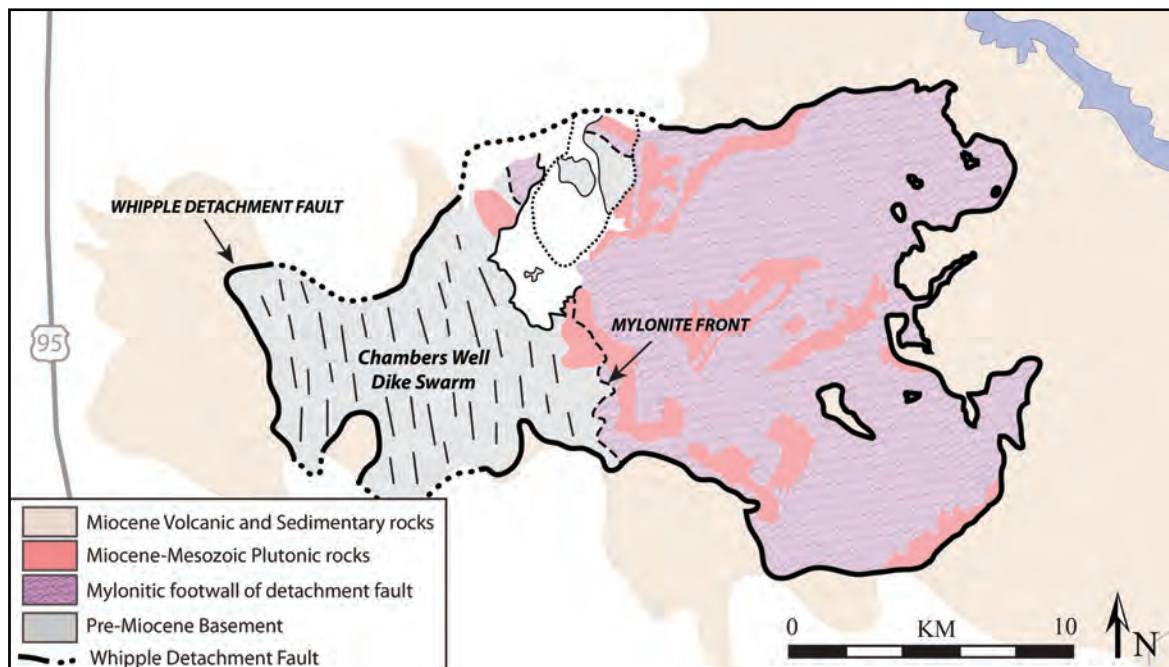 WHIPPLE DETACHMENT FAULT
95
MYLONITE FRONT
Chambers Well
Dike Swarm
Miocene Volcanic and Sedimentary rocks
Miocene-Mesozoic Plutonic rocks
Mylonitic footwall of detachment fault
Pre-Miocene Basement
Whipple Detachment Fault
0 KM 10
N